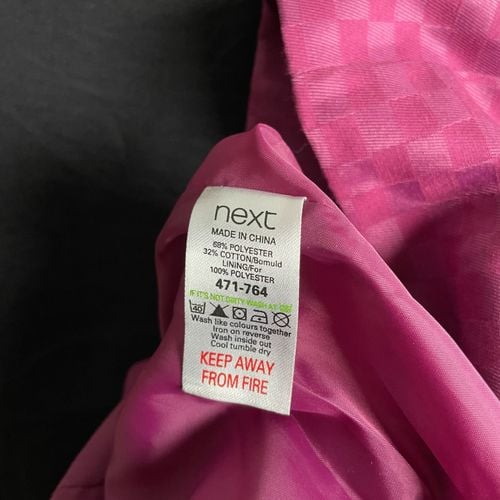 next
MADE IN CHINA
68% POLYESTER
32% COTTON/Bomuld
LINING/For
100% POLYESTER
471-764
IF IT'S NOT DIRTY WASH AT 30°
40
Wash like colours together
Iron on reverse
Wash inside out
Cool tumble dry
KEEP AWAY
FROM FIRE